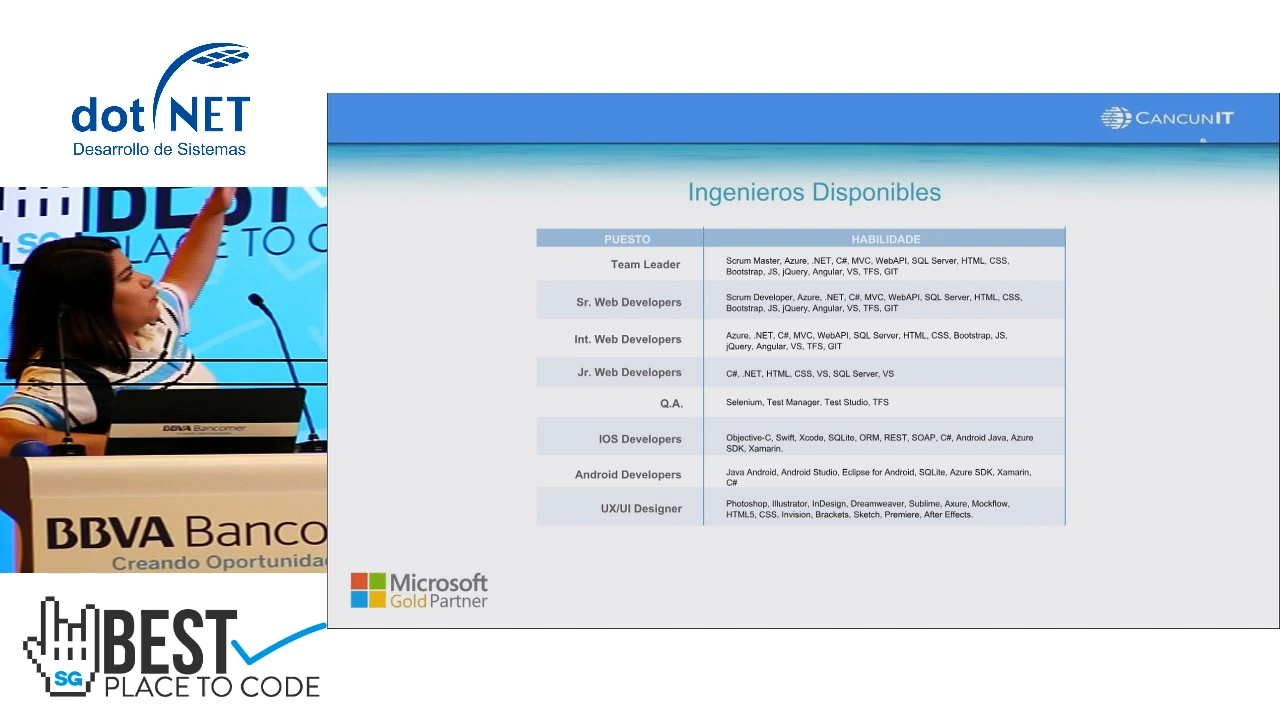 dot NET
Desarrollo de Sistemas
BEST
SG PLACE TO C
BBVA Bancomer
BBVA Banco
Creando Oportunida
BEST
SG
PLACE TO CODE
CANCUNIT
Ingenieros Disponibles
PUESTO HABILIDADE
Team Leader Scrum Master, Azure, .NET, C#, MVC, WebAPI, SQL Server, HTML, CSS,
Bootstrap, JS, jQuery, Angular, VS, TFS, GIT
Sr. Web Developers Scrum Developer, Azure, .NET, C#, MVC, WebAPI, SQL Server, HTML, CSS,
Bootstrap, JS, jQuery, Angular, VS, TFS, GIT
Int. Web Developers Azure, .NET, C#, MVC, WebAPI, SQL Server, HTML, CSS, Bootstrap, JS,
jQuery, Angular, VS, TFS, GIT
Jr. Web Developers C#, .NET, HTML, CSS, VS, SQL Server, VS
Q.A. Selenium, Test Manager, Test Studio, TFS
IOS Developers Objective-C, Swift, Xcode, SQLite, ORM, REST, SOAP, C#, Android Java, Azure
SDK, Xamarin.
Android Developers Java Android, Android Studio, Eclipse for Android, SQLite, Azure SDK, Xamarin,
C#
UX/UI Designer Photoshop, Illustrator, InDesign, Dreamweaver, Sublime, Axure, Mockflow,
HTML5, CSS, Invision, Brackets, Sketch, Premiere, After Effects.
Microsoft
Gold Partner